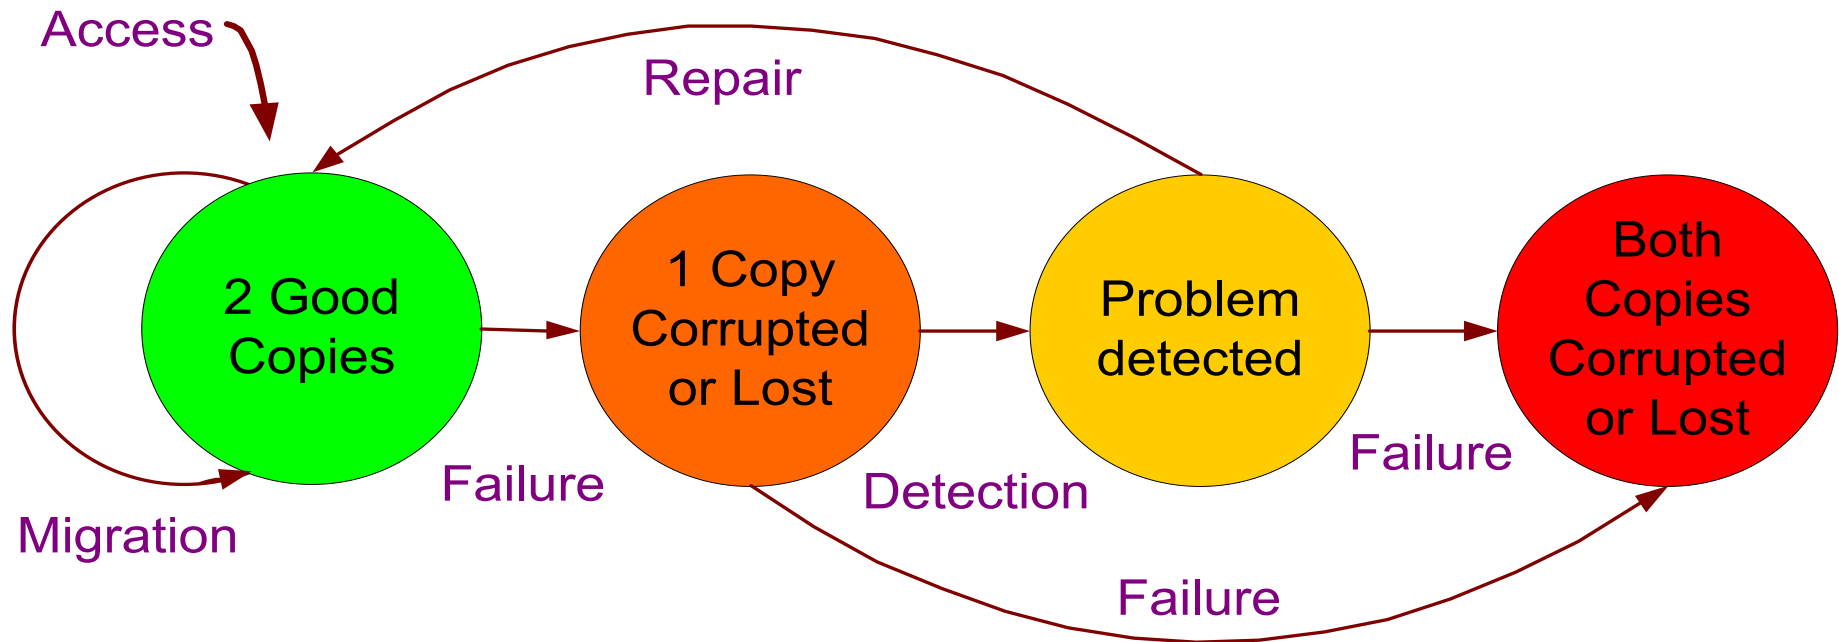 Access
Repair
2 Good
Copies
1 Copy
Corrupted
or Lost
Problem
detected
Both
Copies
Corrupted
or Lost
Migration
Failure
Detection
Failure
Failure